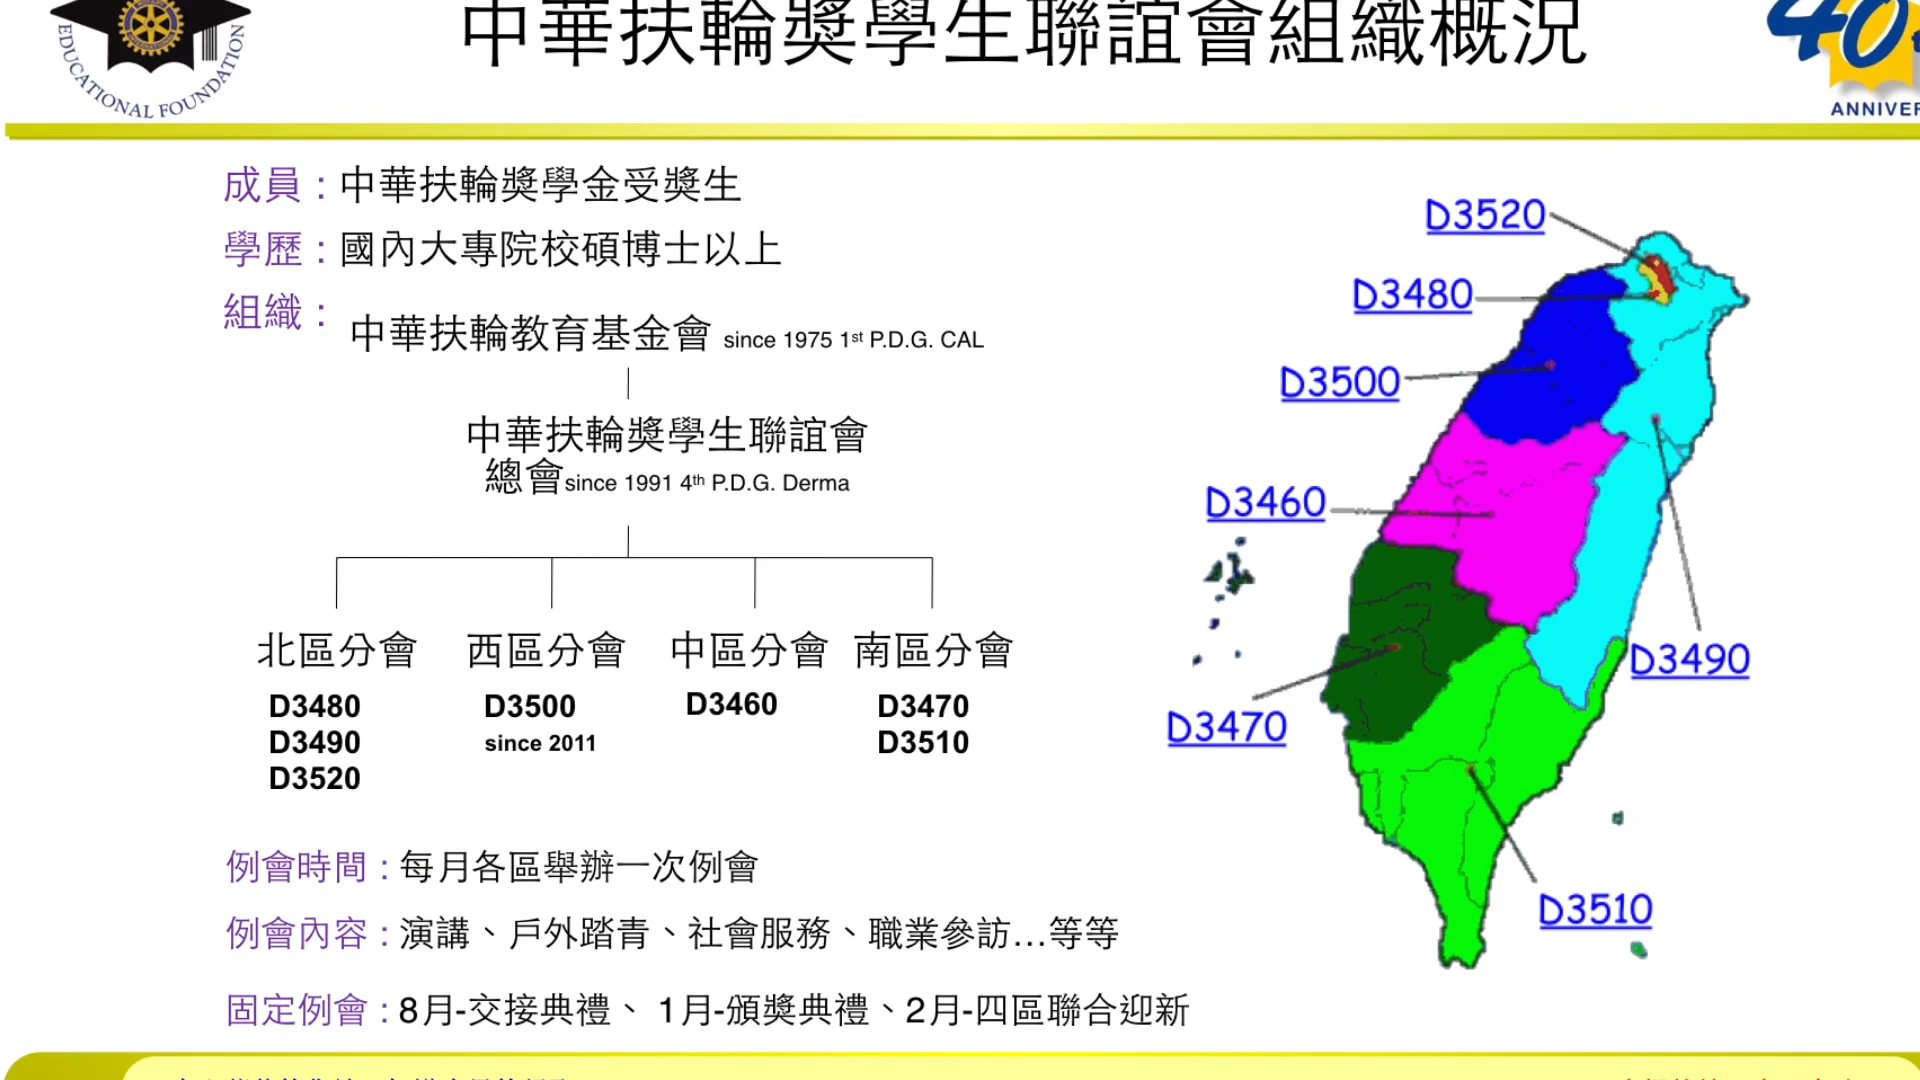 中華扶輪獎學生聯誼會組織概況
EDUCATIONAL FOUNDATION
40
成員：中華扶輪獎學金受獎生
學歷：國內大專院校碩博士以上
組織：
中華扶輪教育基金會 since 1975 1st P.D.G. CAL
中華扶輪獎學生聯誼會
總會since 1991 4th P.D.G. Derma
北區分會 西區分會 中區分會 南區分會
D3480 D3500 D3460 D3470
D3490 since 2011 D3510
D3520
例會時間：每月各區舉辦一次例會
例會內容：演講、戶外踏青、社會服務、職業參訪…等等
固定例會：8月-交接典禮、 1月-頒獎典禮、2月-四區聯合迎新
D3520
D3480
D3500
D3460
D3490
D3470
D3510